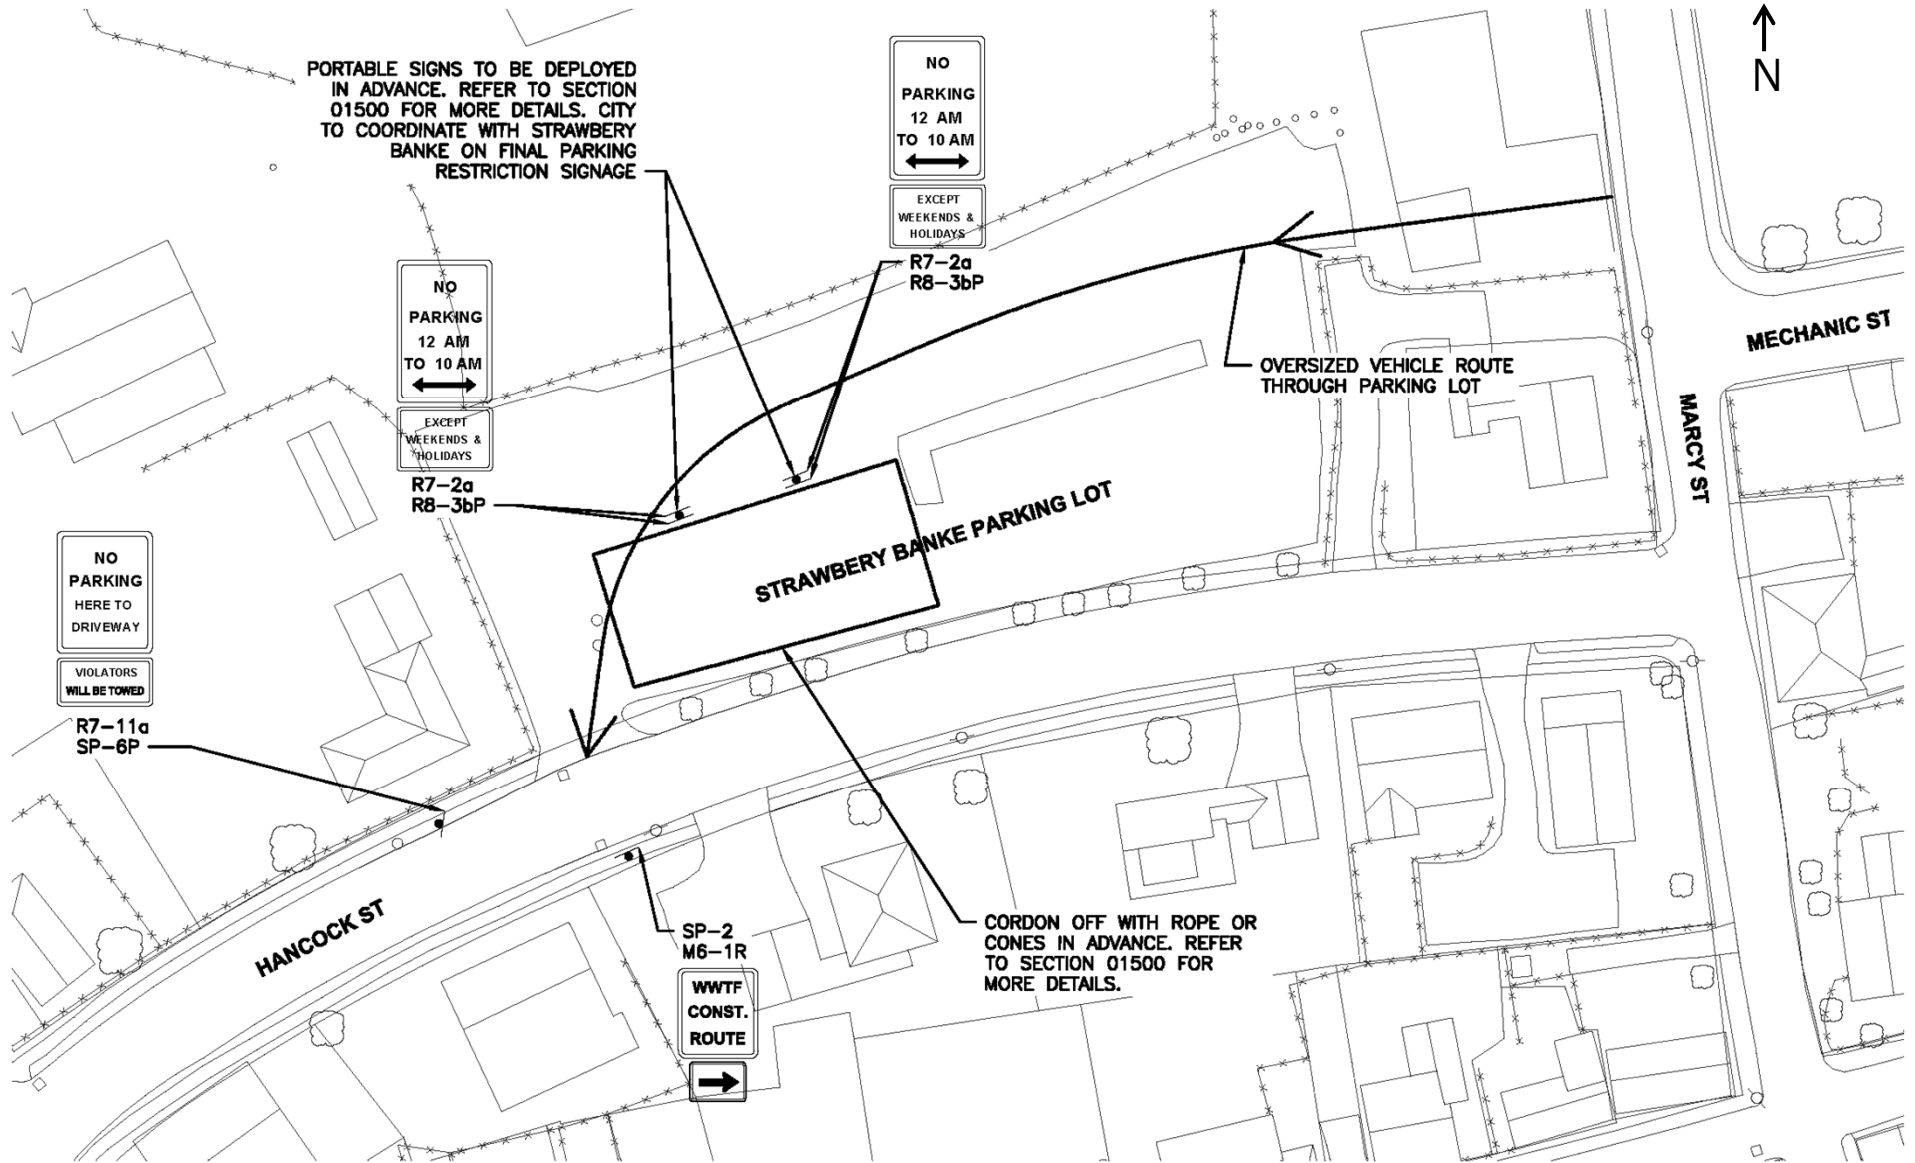 N
PORTABLE SIGNS TO BE DEPLOYED
IN ADVANCE. REFER TO SECTION
01500 FOR MORE DETAILS. CITY
TO COORDINATE WITH STRAWBERY
BANKE ON FINAL PARKING
RESTRICTION SIGNAGE
NO
PARKING
12 AM
TO 10 AM
EXCEPT
WEEKENDS &
HOLIDAYS
R7-2a
R8-3bP
NO
PARKING
12 AM
TO 10 AM
EXCEPT
WEEKENDS &
HOLIDAYS
R7-2a
R8-3bP
OVERSIZED VEHICLE ROUTE
THROUGH PARKING LOT
MECHANIC ST
MARCY ST
STRAWBERY BANKE PARKING LOT
NO
PARKING
HERE TO
DRIVEWAY
VIOLATORS
WILL BE TOWED
R7-11a
SP-6P
HANCOCK ST
SP-2
M6-1R
WWTF
CONST.
ROUTE
CORDON OFF WITH ROPE OR
CONES IN ADVANCE. REFER
TO SECTION 01500 FOR
MORE DETAILS.